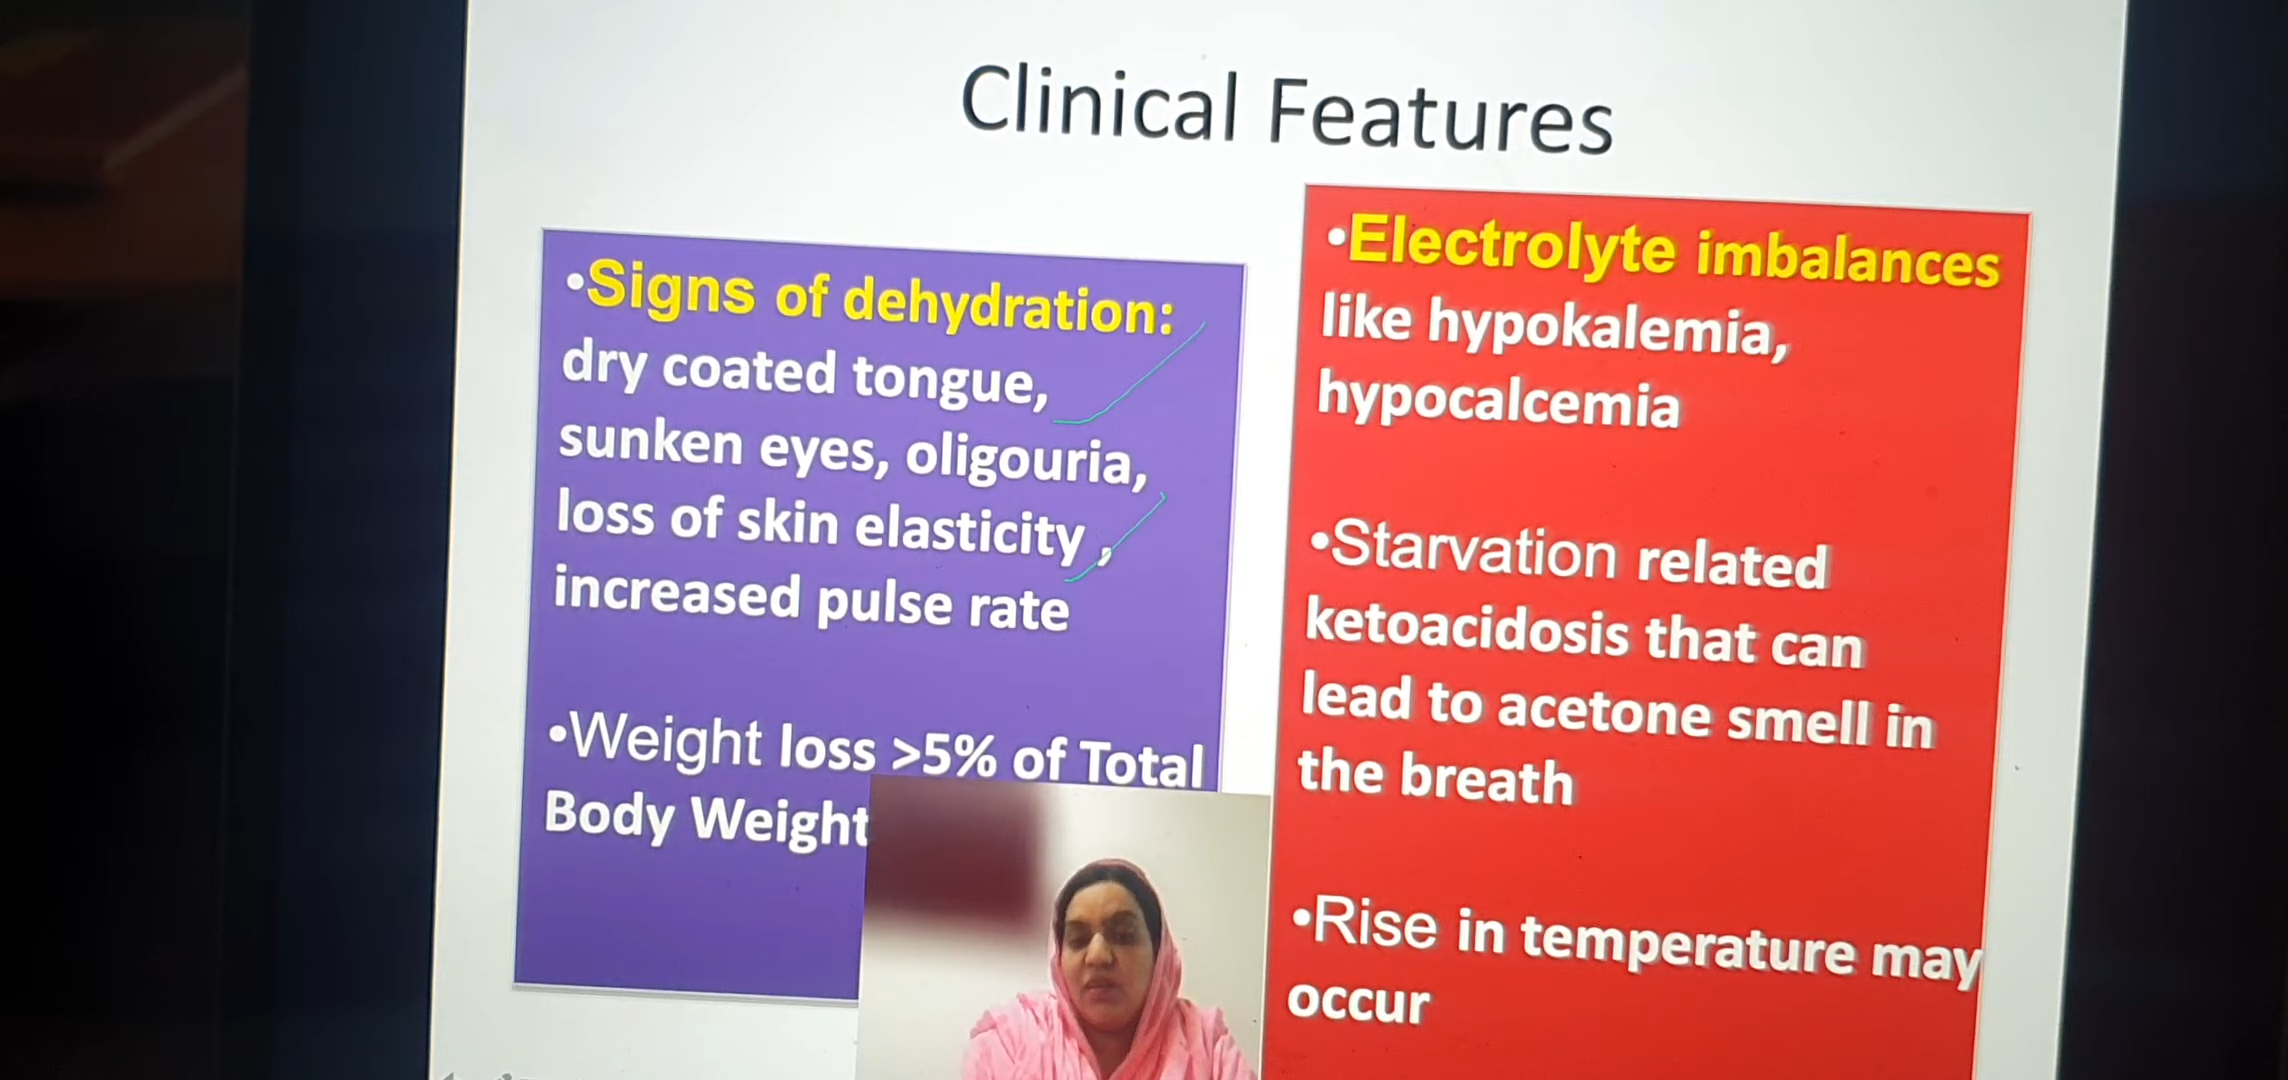 Clinical Features
•Signs of dehydration:
dry coated tongue,
sunken eyes, oligouria,
loss of skin elasticity ,
increased pulse rate
•Weight loss >5% of Total
Body Weight
•Electrolyte imbalances
like hypokalemia,
hypocalcemia
•Starvation related
ketoacidosis that can
lead to acetone smell in
the breath
•Rise in temperature may
occur